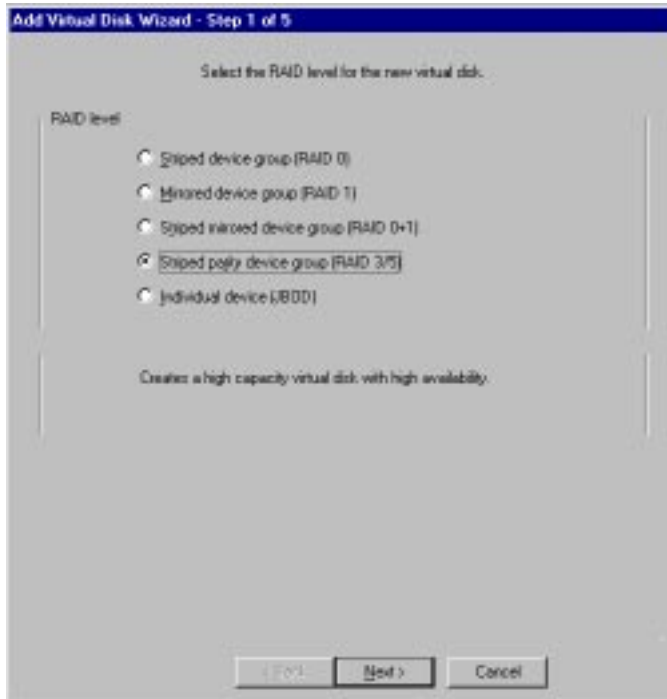 Add Virtual Disk Wizard - Step 1 of 5
Select the RAID level for the new virtual disk.
RAID level
Striped device group (RAID 0)
Mirrored device group (RAID 1)
Striped mirrored device group (RAID 0+1)
Striped parity device group (RAID 3/5)
Individual device (JBOD)
Creates a high capacity virtual disk with high availability.
< Back
Next >
Cancel